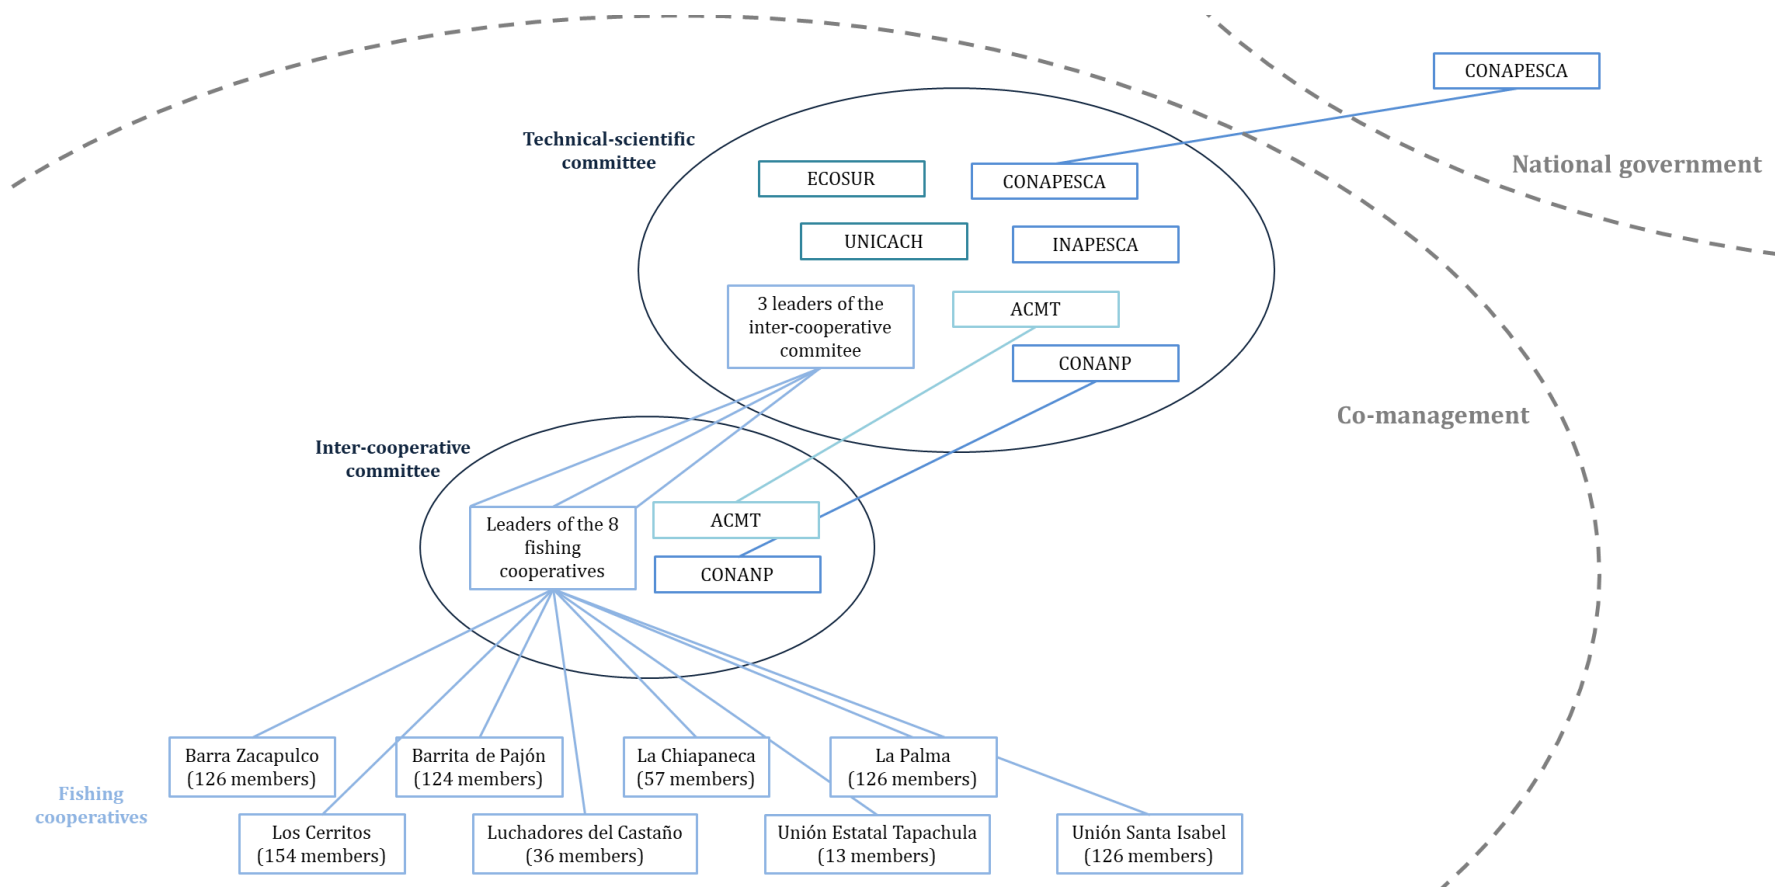 CONAPESCA
Technical-scientific
committee
National government
ECOSUR
CONAPESCA
UNICACH
INAPESCA
3 leaders of the
inter-cooperative
commitee
ACMT
CONANP
Co-management
Inter-cooperative
committee
Leaders of the 8
fishing
cooperatives
ACMT
CONANP
Barra Zacapulco
(126 members)
Barrita de Pajón
(124 members)
La Chiapaneca
(57 members)
La Palma
(126 members)
Fishing
cooperatives
Los Cerritos
(154 members)
Luchadores del Castaño
(36 members)
Unión Estatal Tapachula
(13 members)
Unión Santa Isabel
(126 members)